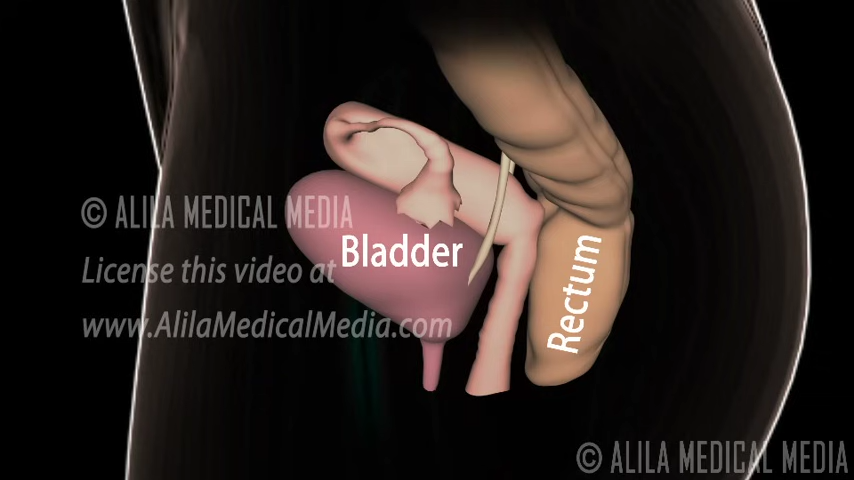 © ALILA MEDICAL MEDIA
License this video at
www.AlilaMedicalMedia.com
Bladder
Rectum
© ALILA MEDICAL MEDIA